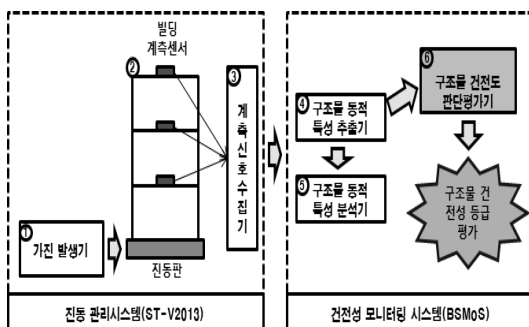 빌딩
계측센서
①
가진 발생기
②
진동판
③
계
측
신
호
수
집
기
진동 관리시스템(ST-V2013)
④
구조물 동적
특성 추출기
⑤
구조물 동적
특성 분석기
⑥
구조물 건전도
판단평가기
구조물 건
전성 등급
평가
건전성 모니터링 시스템(BSMoS)